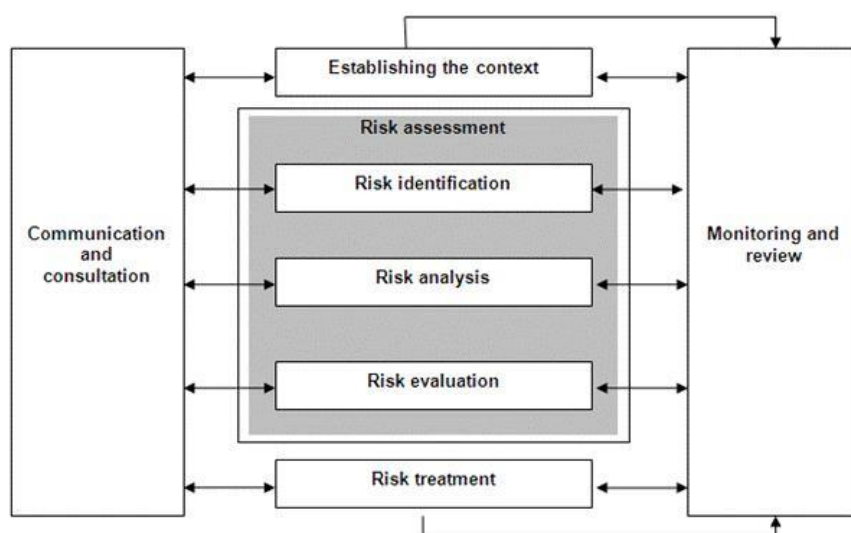 Establishing the context
Risk assessment
Risk identification
Communication
and
consultation
Monitoring and
review
Risk analysis
Risk evaluation
Risk treatment